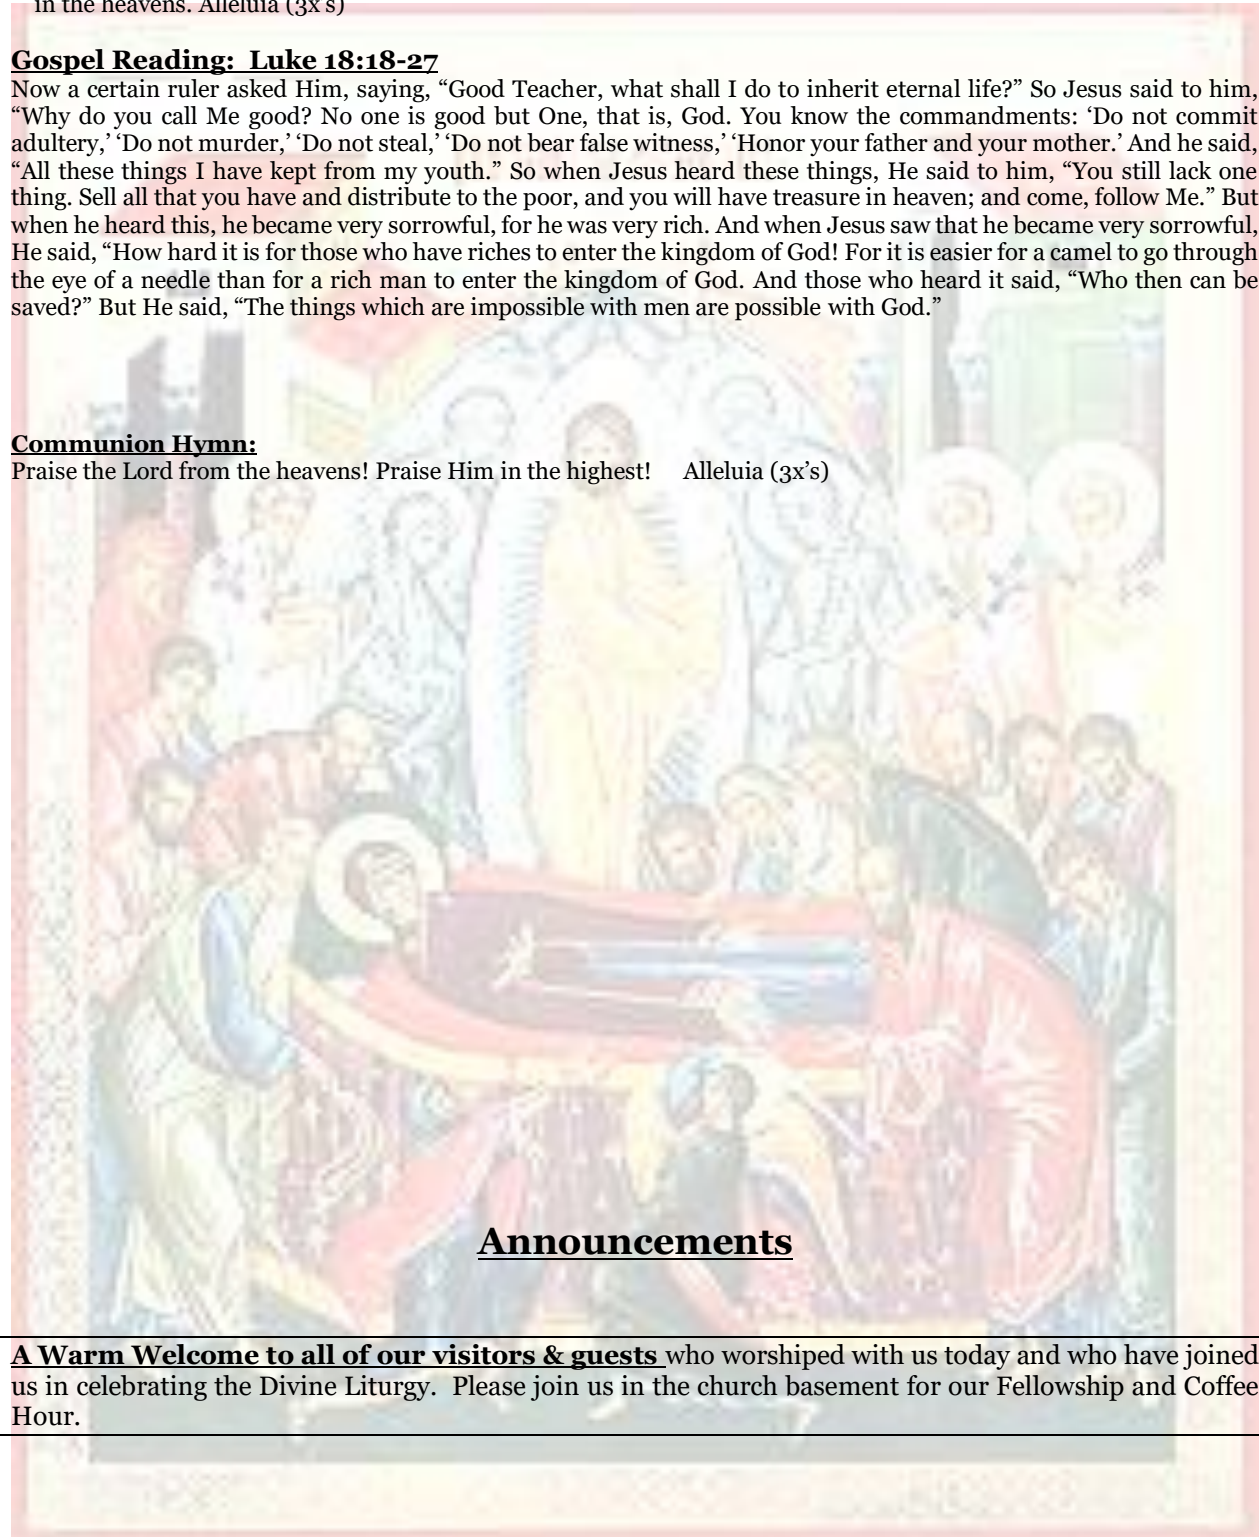 in the heavens. Alleluia (3x's)
Gospel Reading: Luke 18:18-27
Now a certain ruler asked Him, saying, “Good Teacher, what shall I do to inherit eternal life?” So Jesus said to him,
“Why do you call Me good? No one is good but One, that is, God. You know the commandments: ‘Do not commit
adultery,’ ‘Do not murder,’ ‘Do not steal,’ ‘Do not bear false witness,’ ‘Honor your father and your mother.’ And he said,
“All these things I have kept from my youth.” So when Jesus heard these things, He said to him, “You still lack one
thing. Sell all that you have and distribute to the poor, and you will have treasure in heaven; and come, follow Me.” But
when he heard this, he became very sorrowful, for he was very rich. And when Jesus saw that he became very sorrowful,
He said, “How hard it is for those who have riches to enter the kingdom of God! For it is easier for a camel to go through
the eye of a needle than for a rich man to enter the kingdom of God. And those who heard it said, “Who then can be
saved?” But He said, “The things which are impossible with men are possible with God.”
Communion Hymn:
Praise the Lord from the heavens! Praise Him in the highest! Alleluia (3x’s)
Announcements
A Warm Welcome to all of our visitors & guests who worshiped with us today and who have joined
us in celebrating the Divine Liturgy. Please join us in the church basement for our Fellowship and Coffee
Hour.